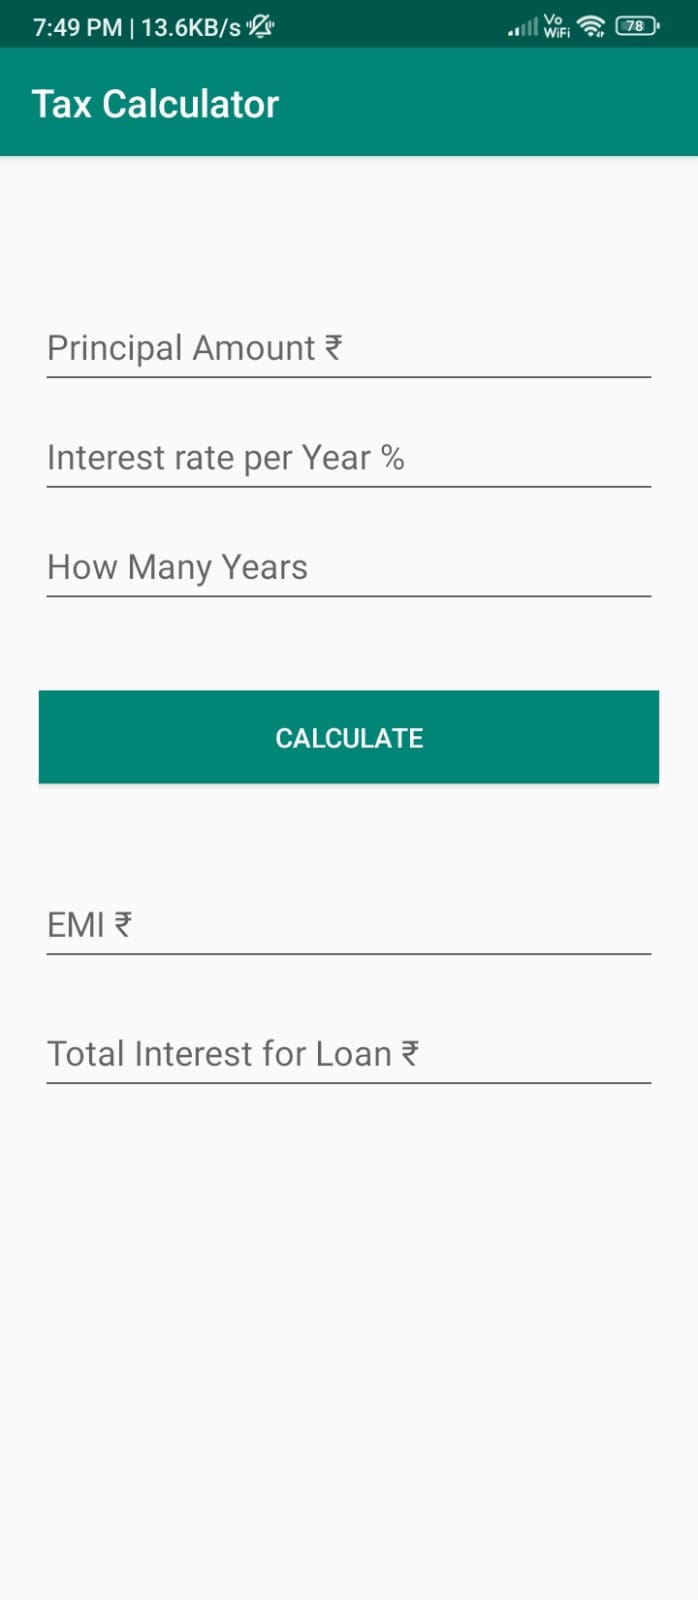 7:49 PM | 13.6KB/s Vo WiFi 78
Tax Calculator
Principal Amount ₹
Interest rate per Year %
How Many Years
CALCULATE
EMI ₹
Total Interest for Loan ₹